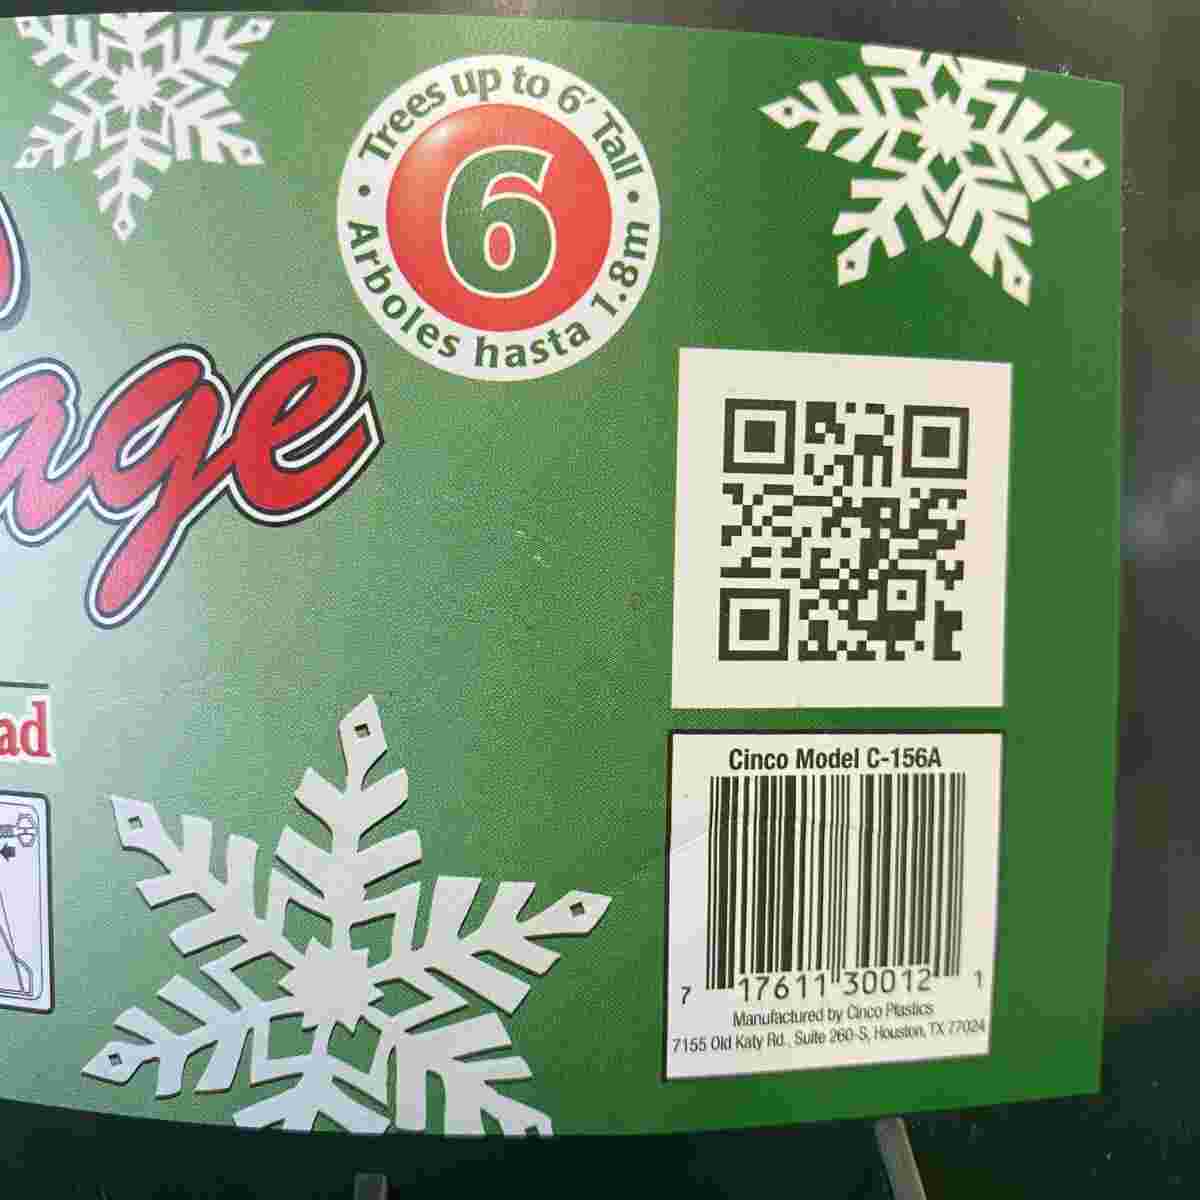 Trees up to 6' Tall
6
Arboles hasta 1.8m
Cinco Model C-156A
7 17611 30012 1
Manufactured by Cinco Plastics
7155 Old Katy Rd., Suite 260-S, Houston, TX 77024